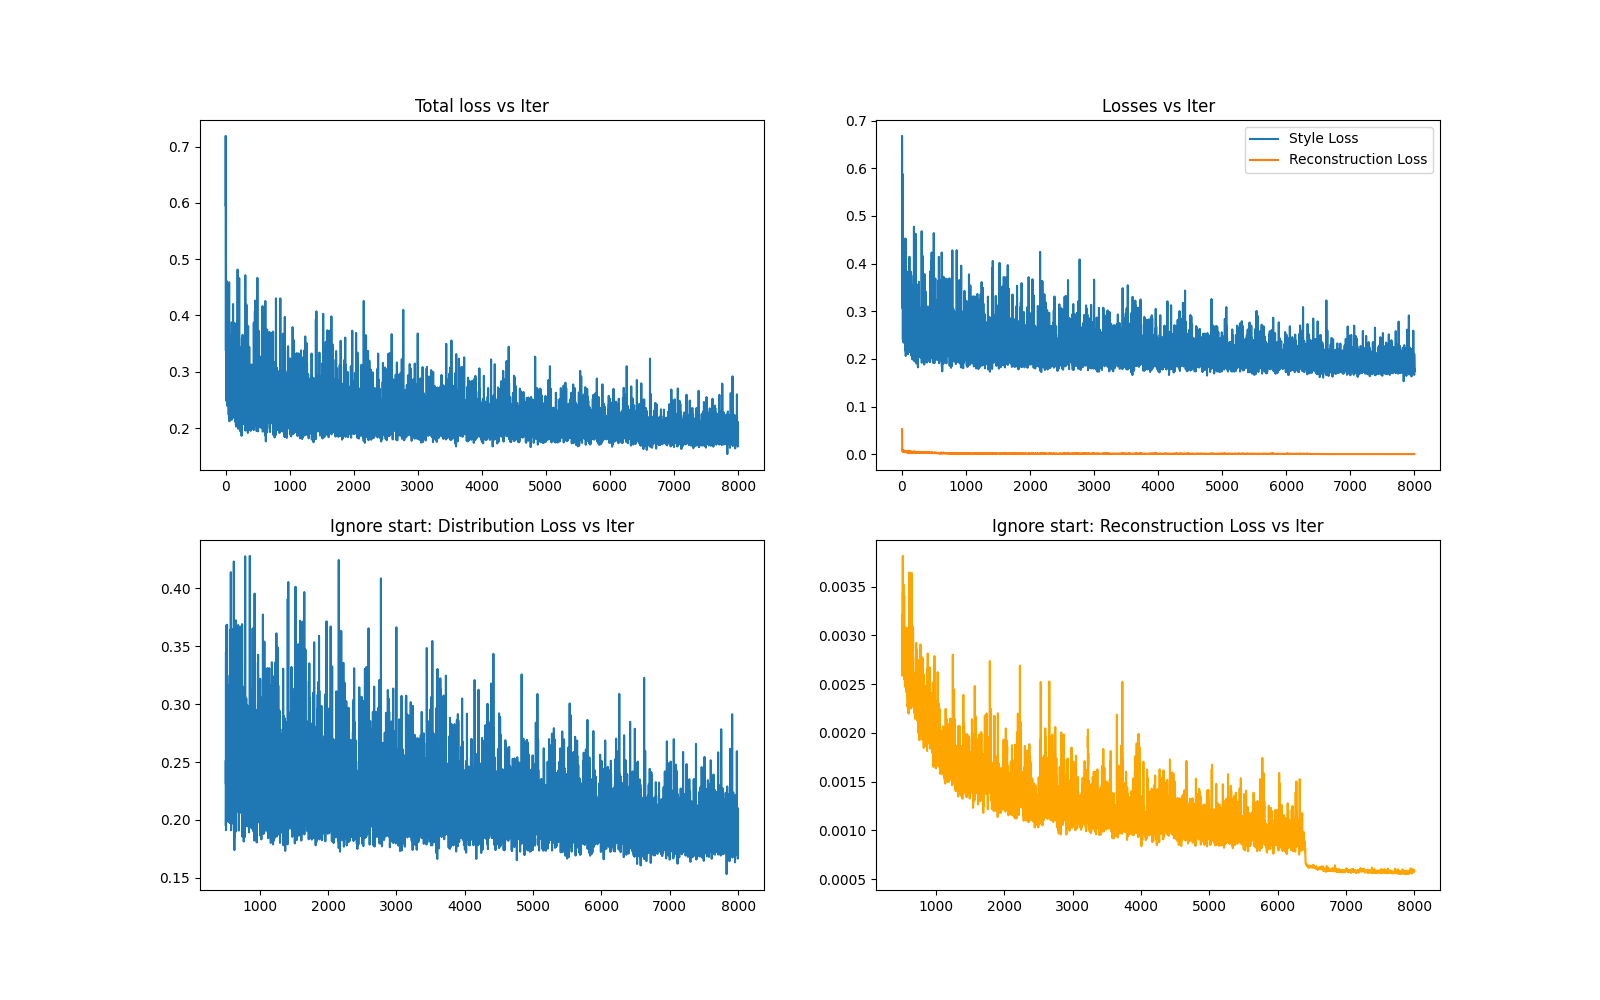 Total loss vs Iter
0.7
0.6
0.5
0.4
0.3
0.2
0 1000 2000 3000 4000 5000 6000 7000 8000
Losses vs Iter
0.7
0.6
0.5
0.4
0.3
0.2
0.1
0.0
Style Loss
Reconstruction Loss
0 1000 2000 3000 4000 5000 6000 7000 8000
Ignore start: Distribution Loss vs Iter
0.40
0.35
0.30
0.25
0.20
0.15
1000 2000 3000 4000 5000 6000 7000 8000
Ignore start: Reconstruction Loss vs Iter
0.0035
0.0030
0.0025
0.0020
0.0015
0.0010
0.0005
1000 2000 3000 4000 5000 6000 7000 8000